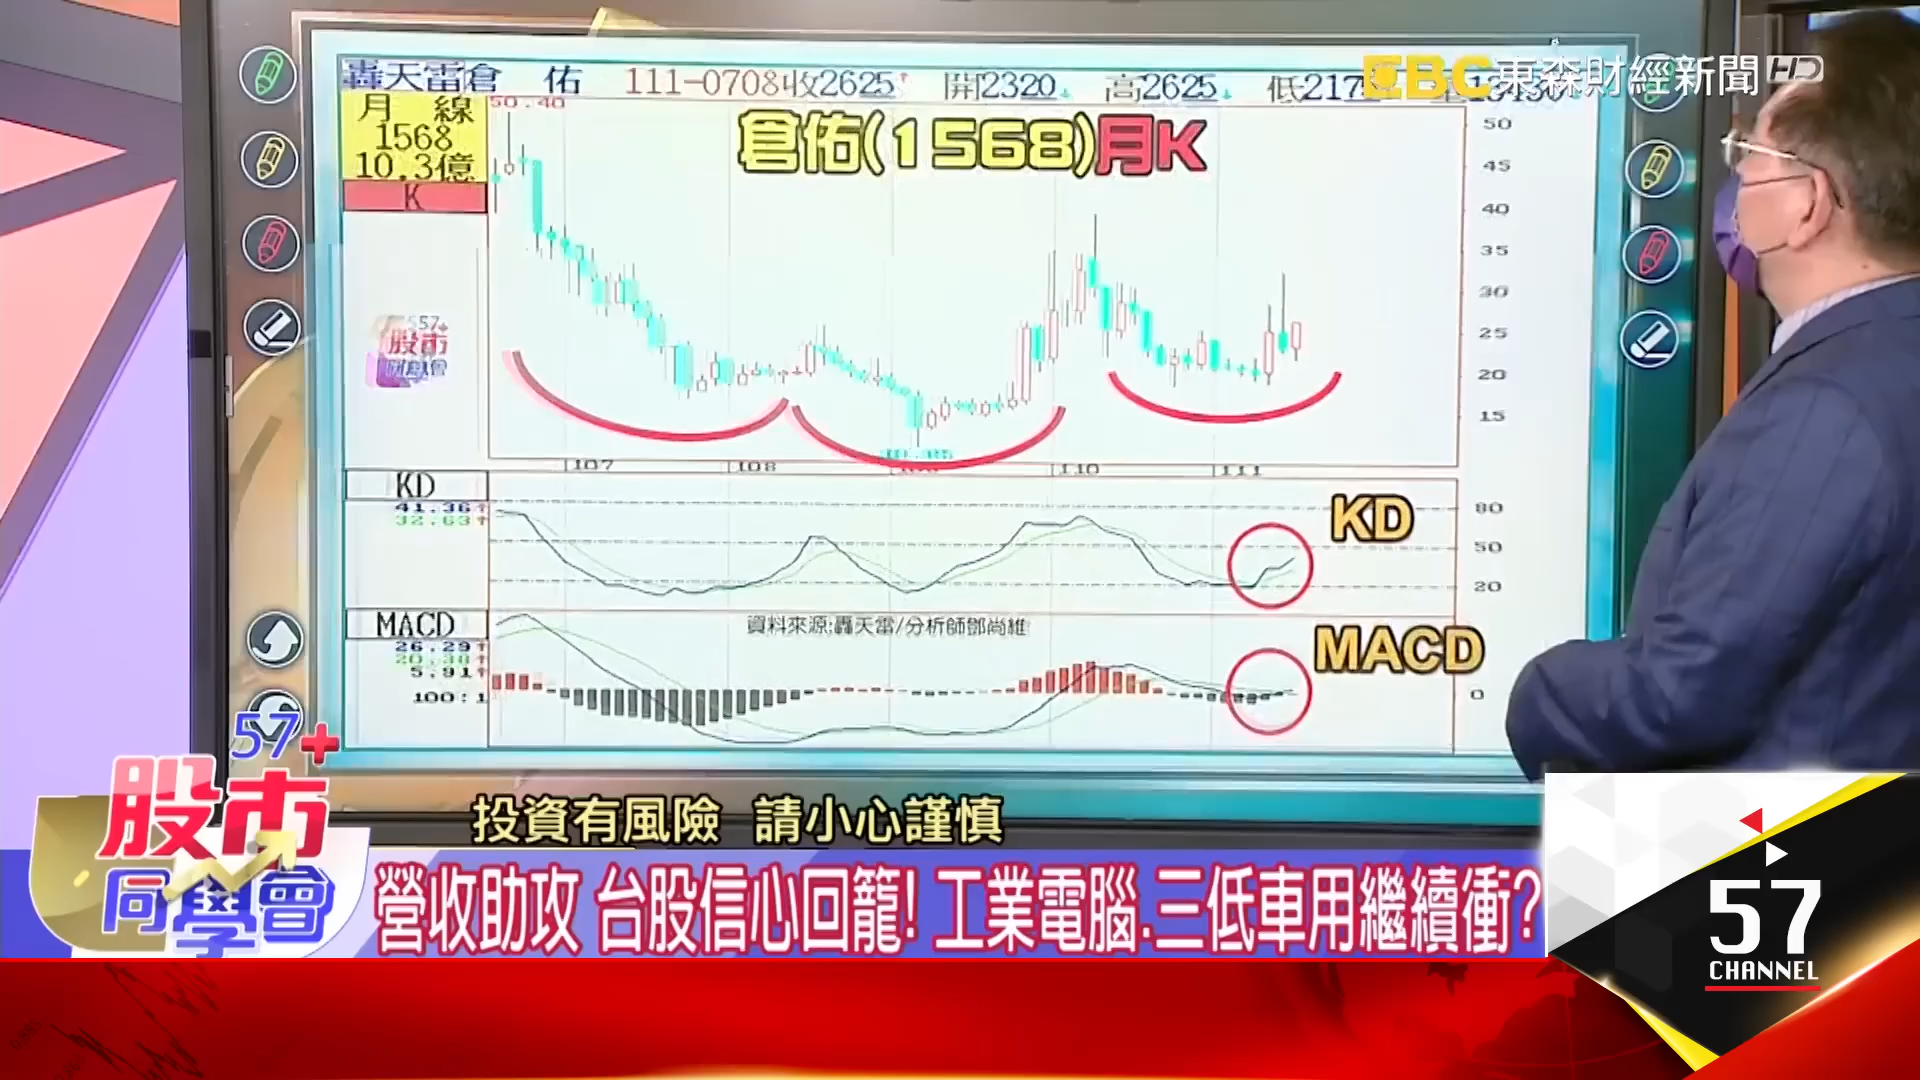 轟天雷倉 佑 111-0708收2625 開2320 高2625 低217
EBC 東森財經新聞 HD
月 線
1568
10.3億
K
50.40
倉佑(1568)月K
50
45
40
35
30
25
20
15
57+
股市
同學會
107 108 110 111
KD
41.36
32.63
KD
80
50
20
MACD
26.29
20.38
5.91
100:1
資料來源:轟天雷/分析師鄧尚維
MACD
0
57+
股市
同學會
投資有風險 請小心謹慎
營收助攻 台股信心回籠! 工業電腦.三低車用繼續衝?
57
CHANNEL